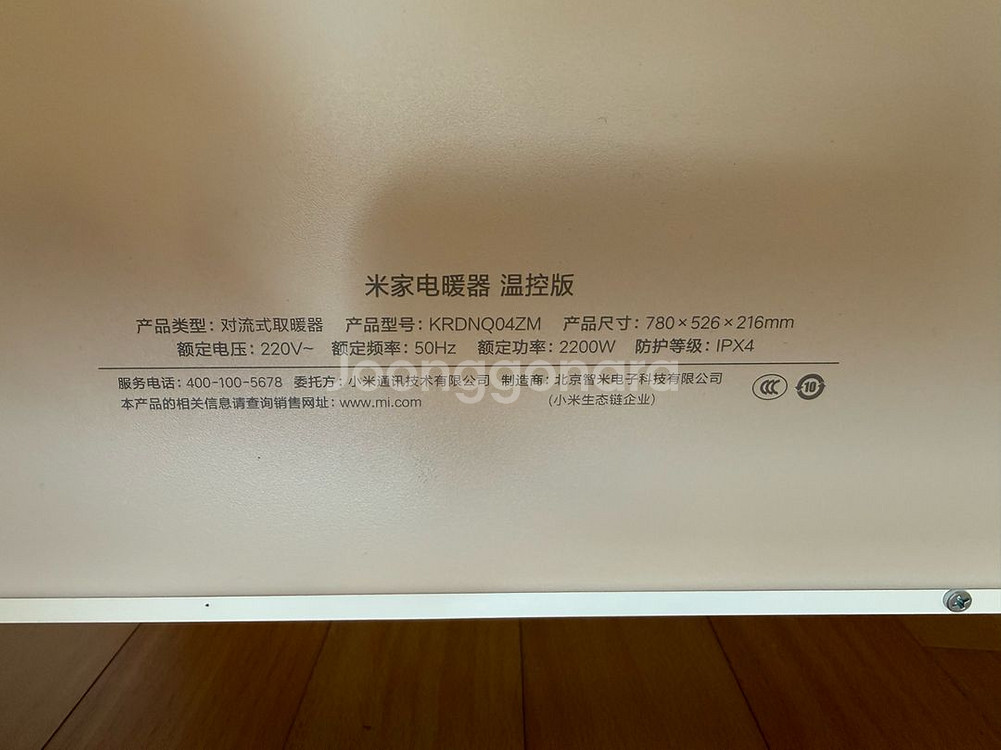 米家电暖器 温控版
产品类型：对流式取暖器 产品型号：KRDNQ04ZM 产品尺寸：780×526×216mm
额定电压：220V~ 额定频率：50Hz 额定功率：2200W 防护等级：IPX4
Joonggonara
服务电话：400-100-5678 委托方：小米通讯技术有限公司 制造商：北京智米电子科技有限公司
本产品的相关信息请查询销售网址：www.mi.com (小米生态链企业)
CCC 10